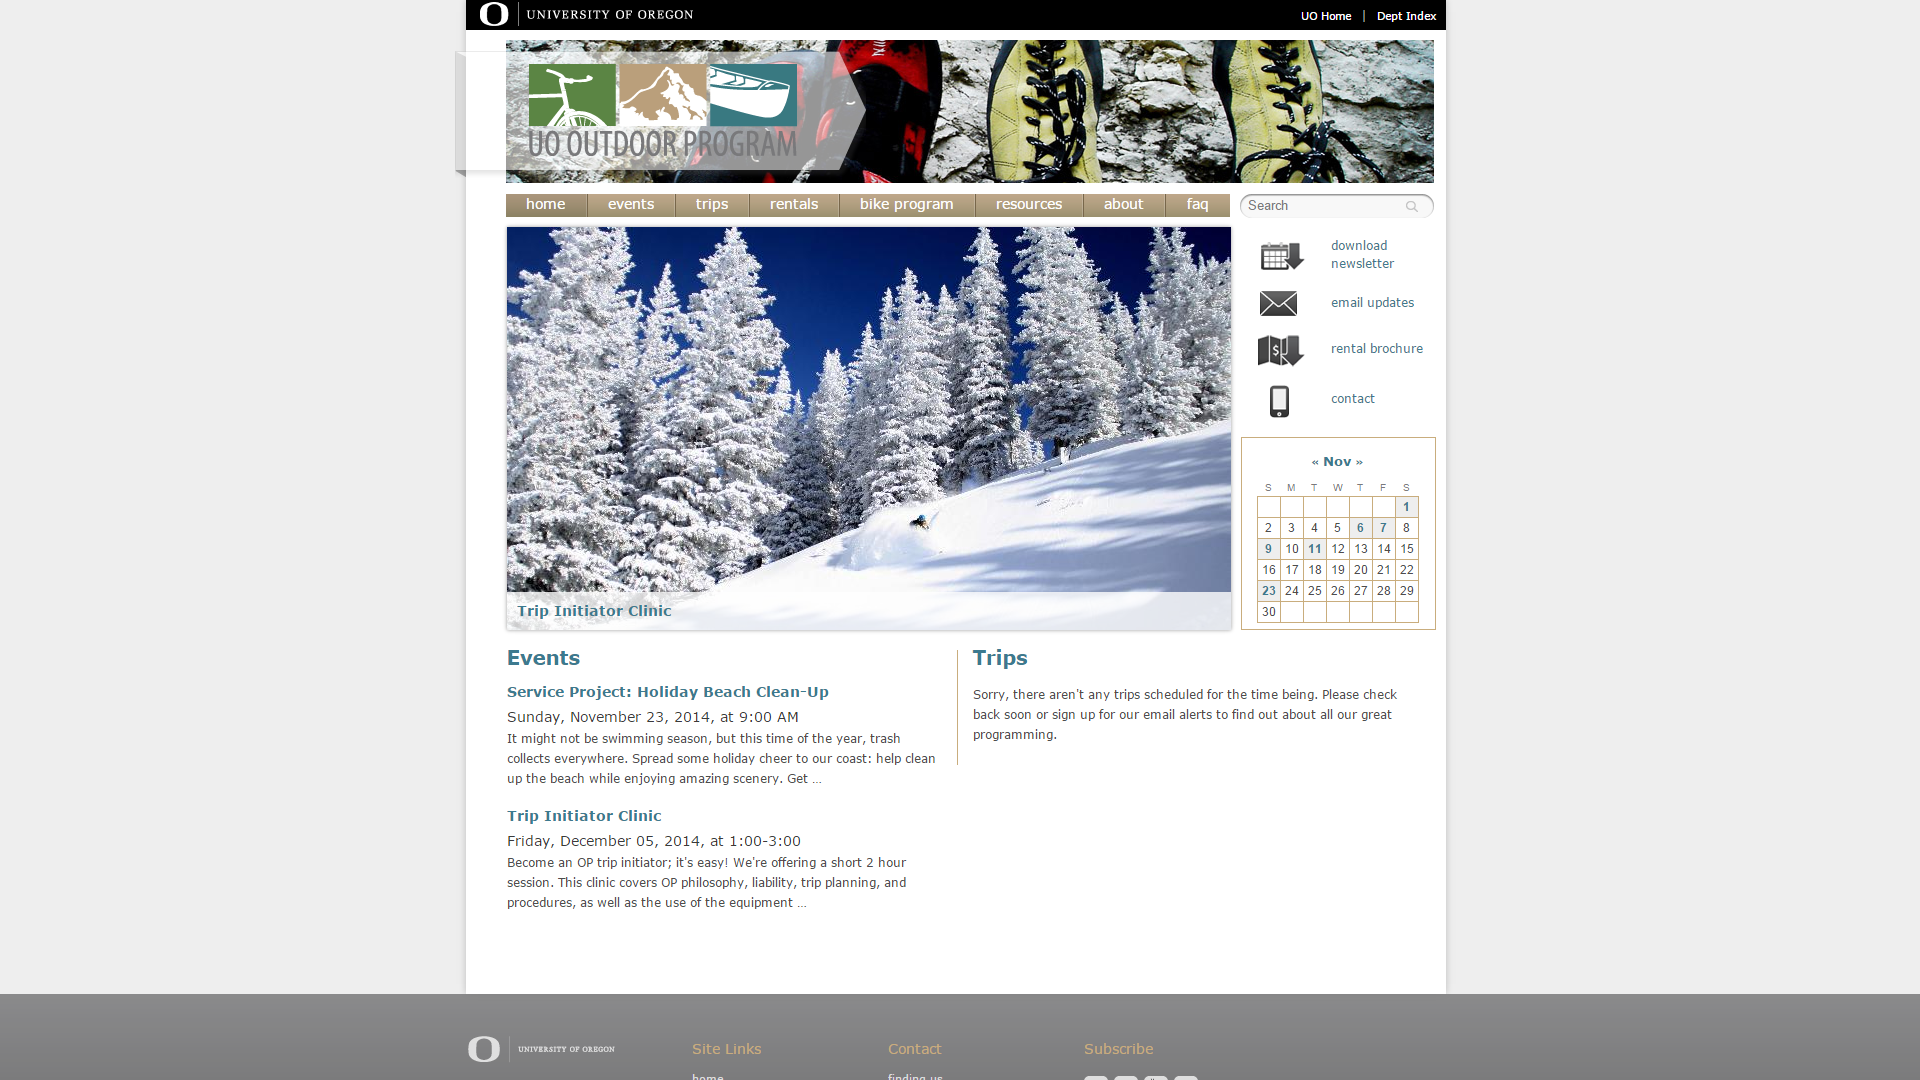 UNIVERSITY OF OREGON
UO Home | Dept Index
UO OUTDOOR PROGRAM
home events trips rentals bike program resources about faq
Search
download
newsletter
email updates
rental brochure
contact
« Nov »
S M T W T F S
1
2 3 4 5 6 7 8
9 10 11 12 13 14 15
16 17 18 19 20 21 22
23 24 25 26 27 28 29
30
Trip Initiator Clinic
Events
Service Project: Holiday Beach Clean-Up
Sunday, November 23, 2014, at 9:00 AM
It might not be swimming season, but this time of the year, trash
collects everywhere. Spread some holiday cheer to our coast: help clean
up the beach while enjoying amazing scenery. Get ...
Trip Initiator Clinic
Friday, December 05, 2014, at 1:00-3:00
Become an OP trip initiator; it's easy! We're offering a short 2 hour
session. This clinic covers OP philosophy, liability, trip planning, and
procedures, as well as the use of the equipment ...
Trips
Sorry, there aren't any trips scheduled for the time being. Please check
back soon or sign up for our email alerts to find out about all our great
programming.
UNIVERSITY OF OREGON
Site Links
home
Contact
finding us
Subscribe